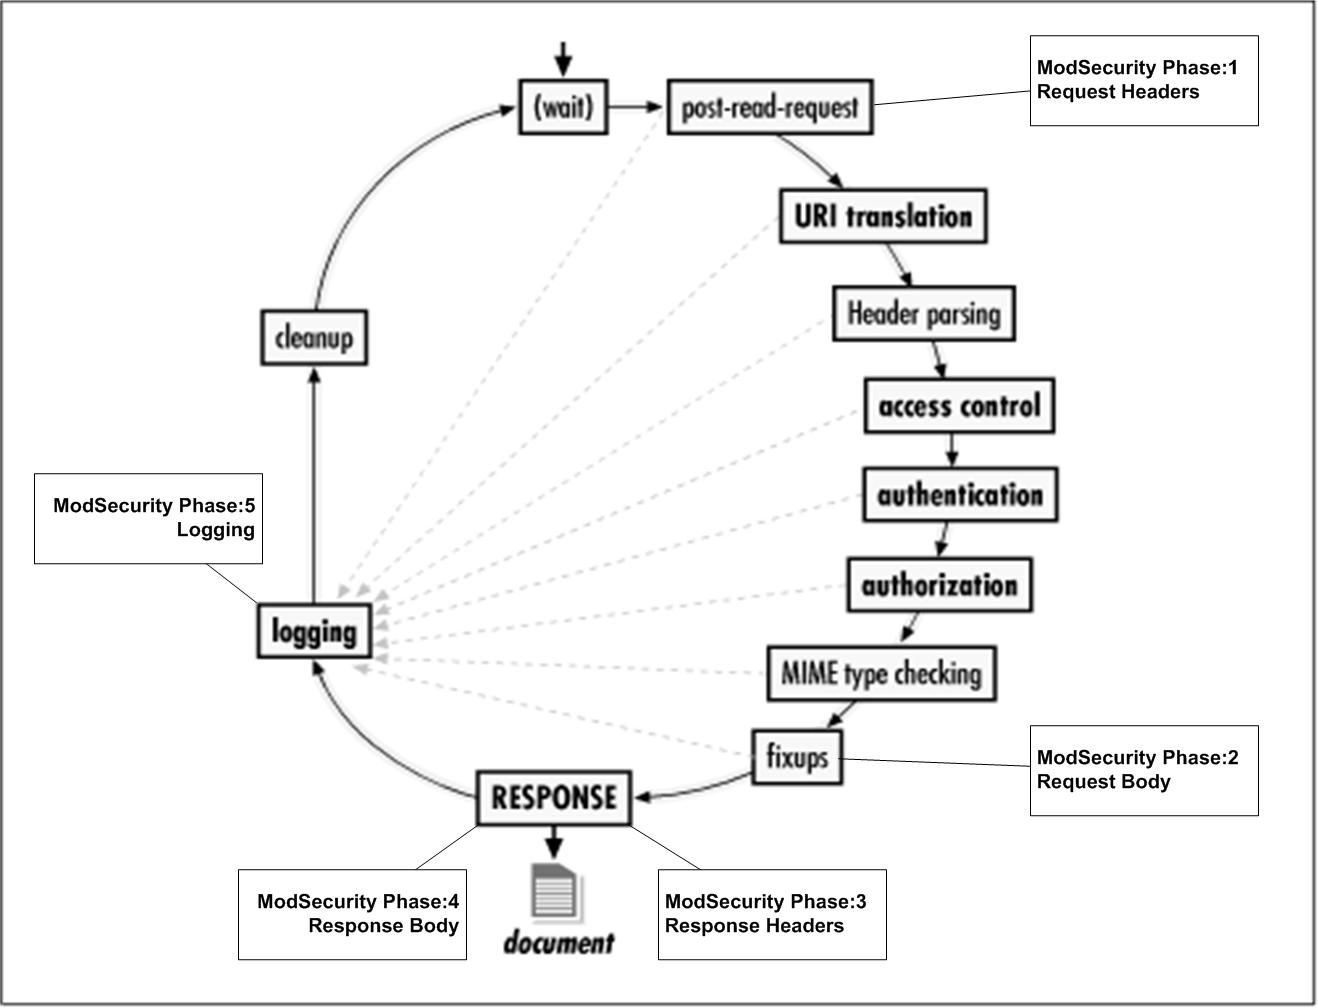 (wait)
post-read-request
ModSecurity Phase:1
Request Headers
URI translation
Header parsing
cleanup
access control
authentication
ModSecurity Phase:5
Logging
authorization
logging
MIME type checking
fixups
ModSecurity Phase:2
Request Body
RESPONSE
ModSecurity Phase:4
Response Body
ModSecurity Phase:3
Response Headers
document